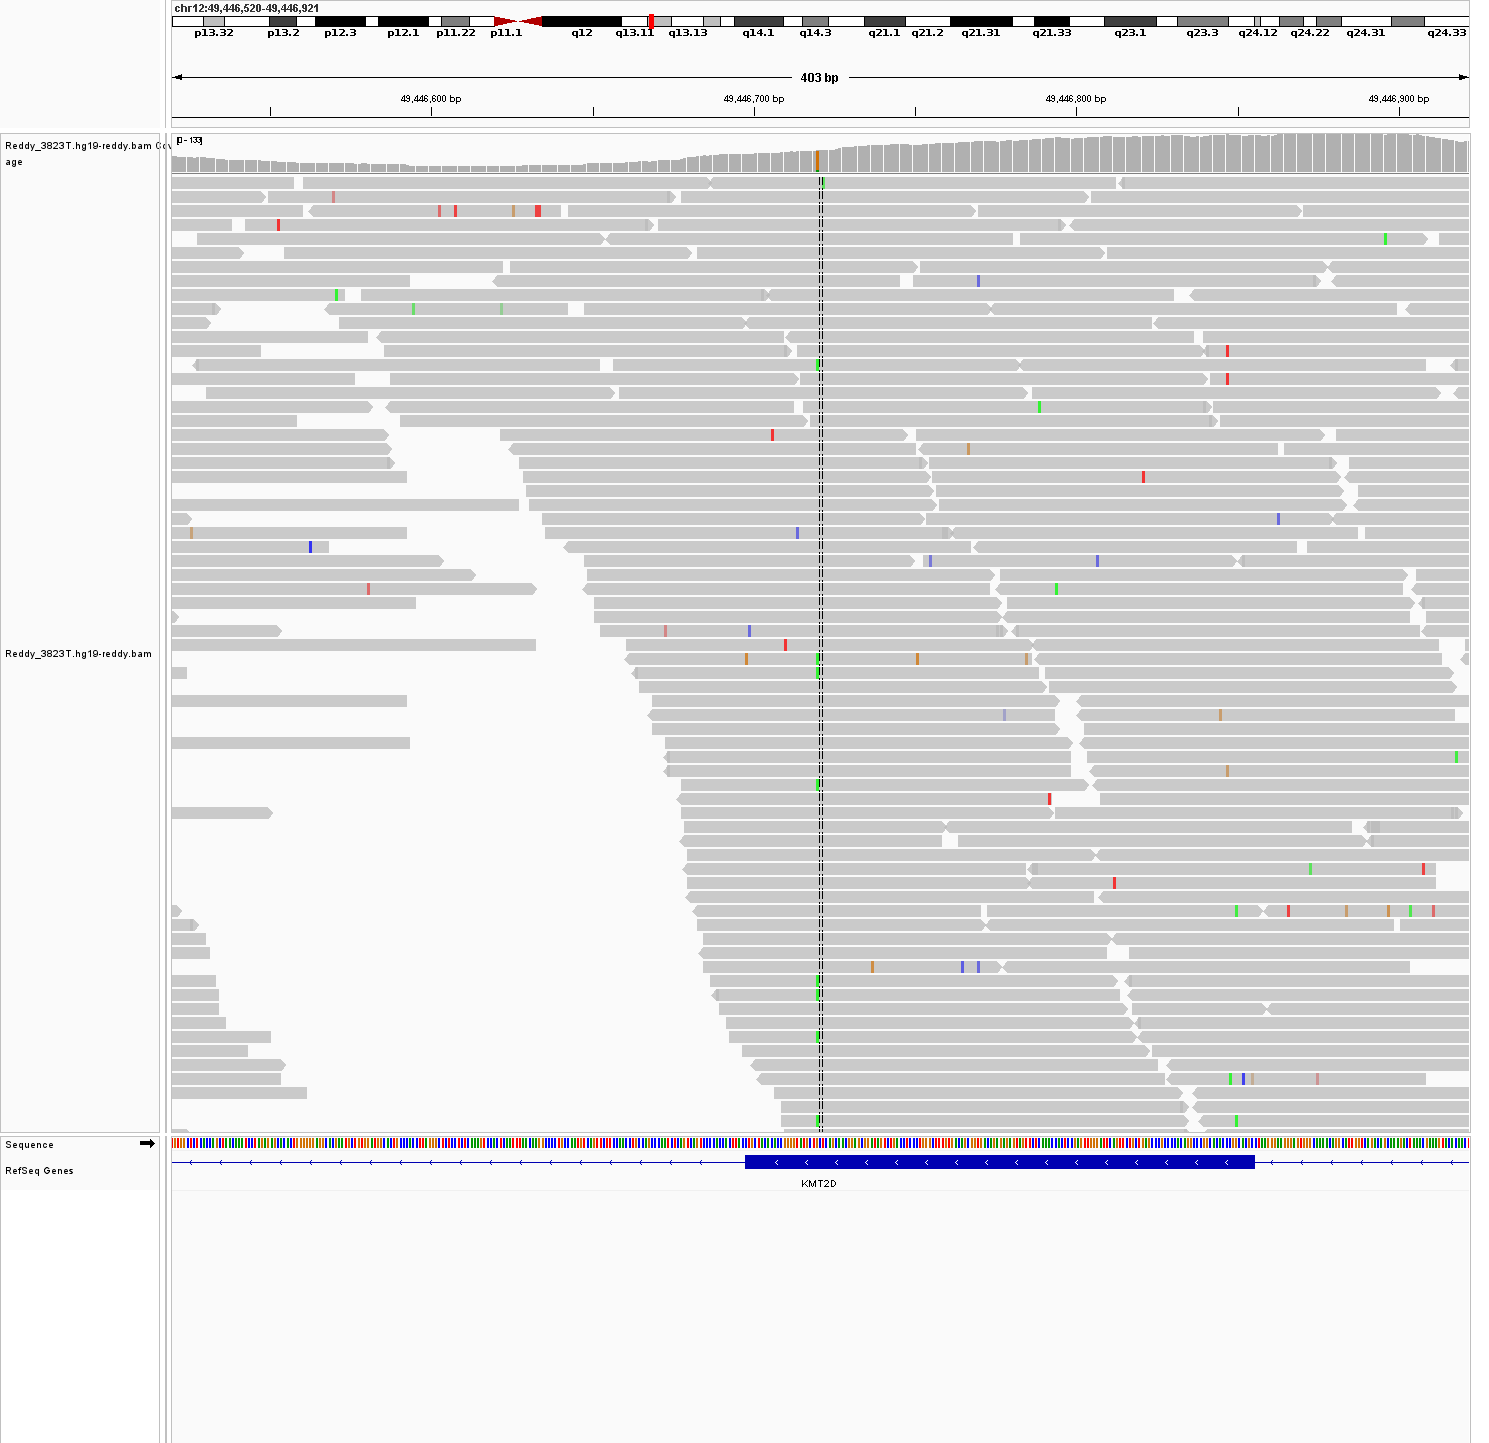 chr12:49,446,520-49,446,921
p13.32 p13.2 p12.3 p12.1 p11.22 p11.1 q12 q13.11 q13.13 q14.1 q14.3 q21.1 q21.2 q21.31 q21.33 q23.1 q23.3 q24.12 q24.22 q24.31 q24.33
403 bp
49,446,600 bp 49,446,700 bp 49,446,800 bp 49,446,900 bp
[0 - 133]
Reddy_3823T.hg19-reddy.bam Cov
age
Reddy_3823T.hg19-reddy.bam
Sequence
RefSeq Genes
KMT2D